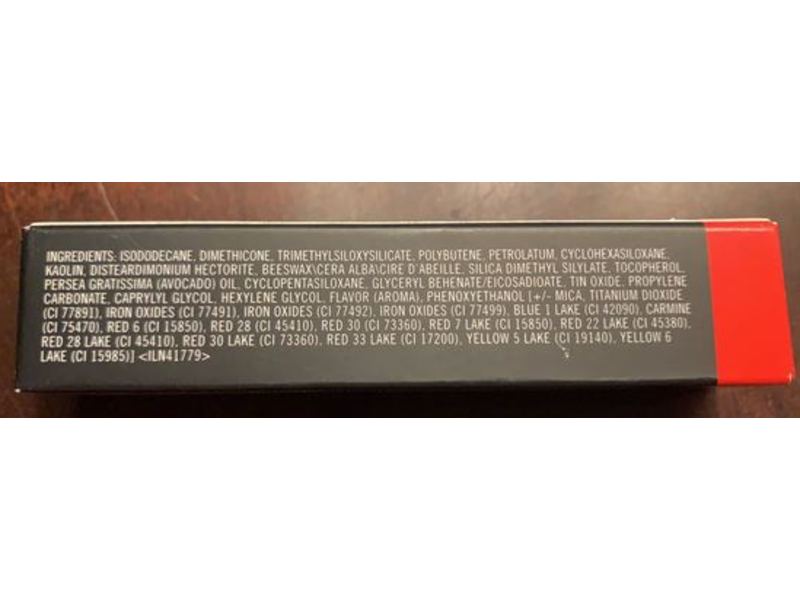 INGREDIENTS: ISODODECANE, DIMETHICONE, TRIMETHYLSILOXYSILICATE, POLYBUTENE, PETROLATUM, CYCLOHEXASILOXANE,
KAOLIN, DISTEARDIMONIUM HECTORITE, BEESWAX\CERA ALBA\CIRE D'ABEILLE, SILICA DIMETHYL SILYLATE, TOCOPHEROL,
PERSEA GRATISSIMA (AVOCADO) OIL, CYCLOPENTASILOXANE, GLYCERYL BEHENATE/EICOSADIOATE, TIN OXIDE, PROPYLENE
CARBONATE, CAPRYLYL GLYCOL, HEXYLENE GLYCOL, FLAVOR (AROMA), PHENOXYETHANOL [+/- MICA, TITANIUM DIOXIDE
(CI 77891), IRON OXIDES (CI 77491), IRON OXIDES (CI 77492), IRON OXIDES (CI 77499), BLUE 1 LAKE (CI 42090), CARMINE
(CI 75470), RED 6 (CI 15850), RED 28 (CI 45410), RED 30 (CI 73360), RED 7 LAKE (CI 15850), RED 22 LAKE (CI 45380),
RED 28 LAKE (CI 45410), RED 30 LAKE (CI 73360), RED 33 LAKE (CI 17200), YELLOW 5 LAKE (CI 19140), YELLOW 6
LAKE (CI 15985)] <ILN41779>